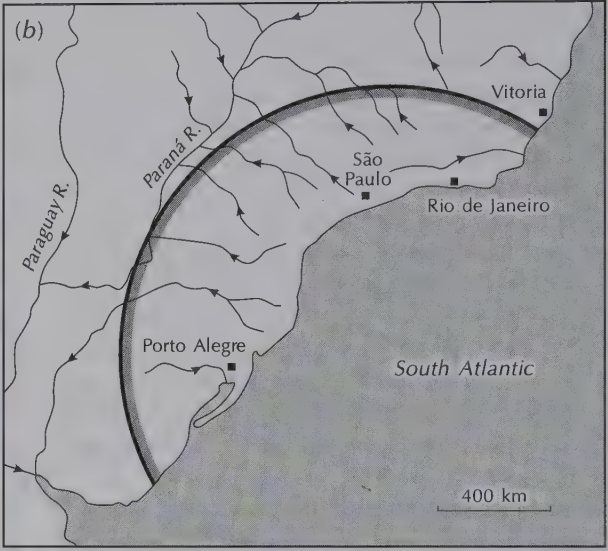 (b)
Vitoria
Paraná R.
São
Paulo
Rio de Janeiro
Paraguay R.
Porto Alegre
South Atlantic
400 km